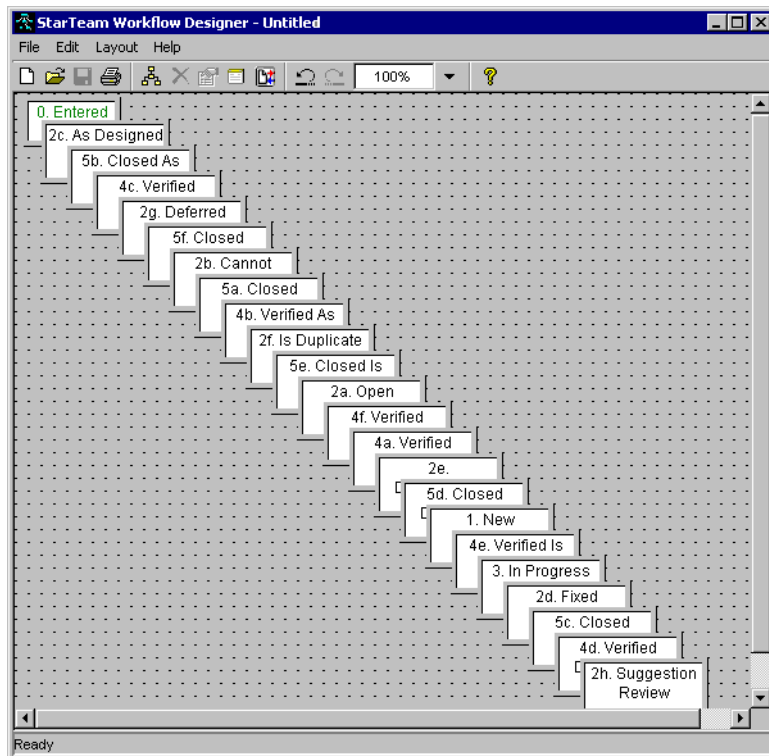 StarTeam Workflow Designer - Untitled
File Edit Layout Help
100%
0. Entered
2c. As Designed
5b. Closed As
4c. Verified
2g. Deferred
5f. Closed
2b. Cannot
5a. Closed
4b. Verified As
2f. Is Duplicate
5e. Closed Is
2a. Open
4f. Verified
4a. Verified
2e.
5d. Closed
1. New
4e. Verified Is
3. In Progress
2d. Fixed
5c. Closed
4d. Verified
2h. Suggestion
Review
Ready